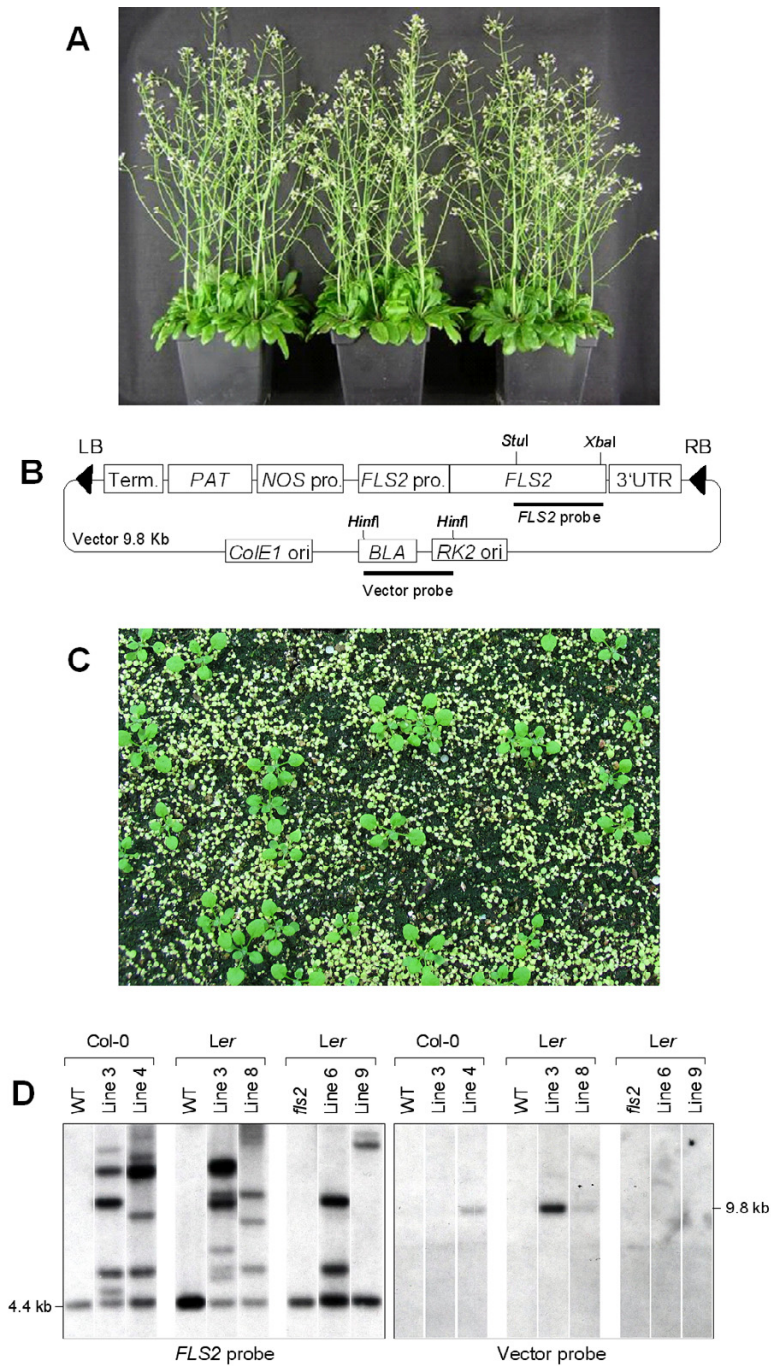 A
B
LB
StuI
XbaI
RB
Term.
PAT
NOS pro.
FLS2 pro.
FLS2
3'UTR
FLS2 probe
Vector 9.8 Kb
HinfI
HinfI
ColE1 ori
BLA
RK2 ori
Vector probe
C
D
Col-0
Ler
Ler
Col-0
Ler
Ler
WT
Line 3
Line 4
WT
Line 3
Line 8
fls2
Line 6
Line 9
WT
Line 3
Line 4
WT
Line 3
Line 8
fls2
Line 6
Line 9
9.8 kb
4.4 kb
FLS2 probe
Vector probe